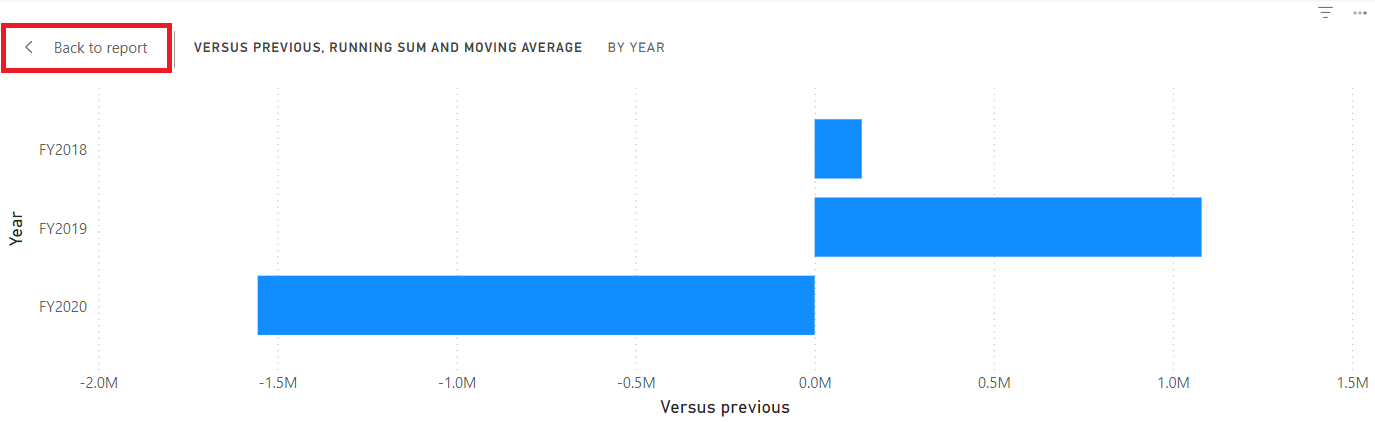 Back to report
VERSUS PREVIOUS, RUNNING SUM AND MOVING AVERAGE BY YEAR
Year
FY2018
FY2019
FY2020
-2.0M -1.5M -1.0M -0.5M 0.0M 0.5M 1.0M 1.5M
Versus previous